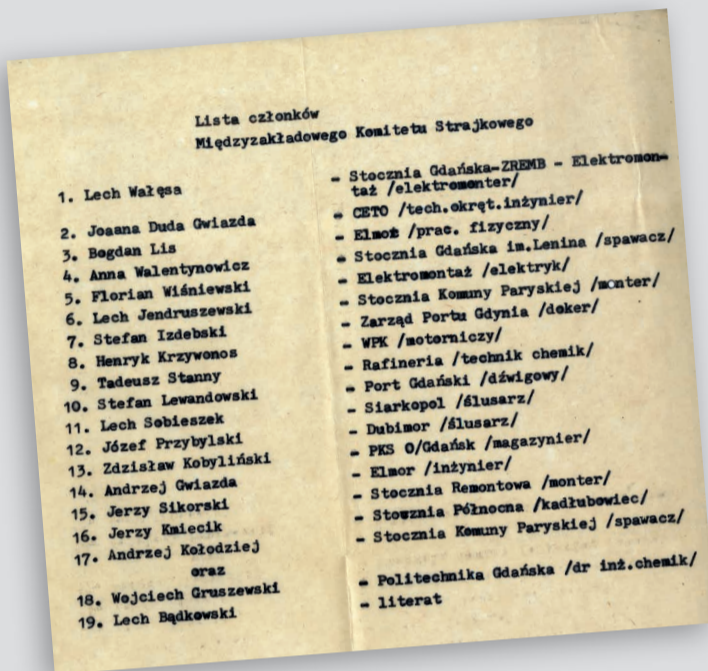 Lista członków
Międzyzakładowego Komitetu Strajkowego
1. Lech Wałęsa - Stocznia Gdańska-ZREMB - Elektromon-
taż /elektromonter/
2. Joaana Duda Gwiazda - CETO /tech.okręt.inżynier/
3. Bogdan Lis - Elmor /prac. fizyczny/
4. Anna Walentynowicz - Stocznia Gdańska im.Lenina /spawacz/
5. Florian Wiśniewski - Elektromontaż /elektryk/
6. Lech Jendruszewski - Stocznia Komuny Paryskiej /monter/
7. Stefan Izdebski - Zarząd Portu Gdynia /doker/
8. Henryk Krzywonos - WPK /motorniczy/
9. Tadeusz Stanny - Rafineria /technik chemik/
10. Stefan Lewandowski - Port Gdański /dźwigowy/
11. Lech Sobieszek - Siarkopol /ślusarz/
12. Józef Przybylski - Dubimor /ślusarz/
13. Zdzisław Kobyliński - PKS O/Gdańsk /magazynier/
14. Andrzej Gwiazda - Elmor /inżynier/
15. Jerzy Sikorski - Stocznia Remontowa /monter/
16. Jerzy Kmiecik - Stowznia Północna /kadłubowiec/
17. Andrzej Kołodziej - Stocznia Komuny Paryskiej /spawacz/
oraz
18. Wojciech Gruszewski - Politechnika Gdańska /dr inż.chemik/
19. Lech Bądkowski - literat